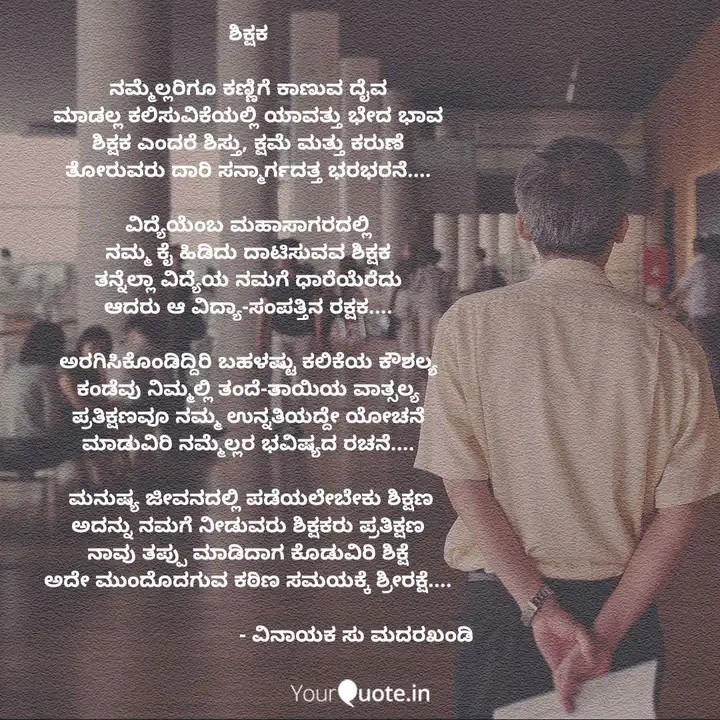 ಶಿಕ್ಷಕ
ನಮ್ಮೆಲ್ಲರಿಗೂ ಕಣ್ಣಿಗೆ ಕಾಣುವ ದೈವ
ಮಾಡಲ್ಲ ಕಲಿಸುವಿಕೆಯಲ್ಲಿ ಯಾವತ್ತು ಭೇದ ಭಾವ
ಶಿಕ್ಷಕ ಎಂದರೆ ಶಿಸ್ತು, ಕ್ಷಮೆ ಮತ್ತು ಕರುಣೆ
ತೋರುವರು ದಾರಿ ಸನ್ಮಾರ್ಗದತ್ತ ಭರಭರನೆ....
ವಿದ್ಯೆಯೆಂಬ ಮಹಾಸಾಗರದಲ್ಲಿ
ನಮ್ಮ ಕೈ ಹಿಡಿದು ದಾಟಿಸುವವ ಶಿಕ್ಷಕ
ತನ್ನೆಲ್ಲಾ ವಿದ್ಯೆಯ ನಮಗೆ ಧಾರೆಯೆರೆದು
ಆದರು ಆ ವಿದ್ಯಾ-ಸಂಪತ್ತಿನ ರಕ್ಷಕ....
ಅರಗಿಸಿಕೊಂಡಿದ್ದಿರಿ ಬಹಳಷ್ಟು ಕಲಿಕೆಯ ಕೌಶಲ್ಯ
ಕಂಡೆವು ನಿಮ್ಮಲ್ಲಿ ತಂದೆ-ತಾಯಿಯ ವಾತ್ಸಲ್ಯ
ಪ್ರತಿಕ್ಷಣವೂ ನಮ್ಮ ಉನ್ನತಿಯದ್ದೇ ಯೋಚನೆ
ಮಾಡುವಿರಿ ನಮ್ಮೆಲ್ಲರ ಭವಿಷ್ಯದ ರಚನೆ....
ಮನುಷ್ಯ ಜೀವನದಲ್ಲಿ ಪಡೆಯಲೇಬೇಕು ಶಿಕ್ಷಣ
ಅದನ್ನು ನಮಗೆ ನೀಡುವರು ಶಿಕ್ಷಕರು ಪ್ರತಿಕ್ಷಣ
ನಾವು ತಪ್ಪು ಮಾಡಿದಾಗ ಕೊಡುವಿರಿ ಶಿಕ್ಷೆ
ಅದೇ ಮುಂದೊದಗುವ ಕಠಿಣ ಸಮಯಕ್ಕೆ ಶ್ರೀರಕ್ಷೆ....
- ವಿನಾಯಕ ಸು ಮದರಖಂಡಿ
YourQuote.in